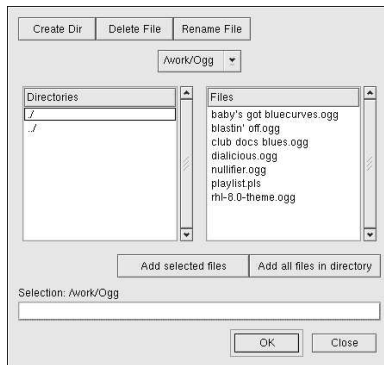 Create Dir Delete File Rename File
/work/Ogg
Directories
./
../
Files
baby's got bluecurves.ogg
blastin' off.ogg
club docs blues.ogg
dialicious.ogg
nullifier.ogg
playlist.pls
rhl-8.0-theme.ogg
Add selected files Add all files in directory
Selection: /work/Ogg
OK Close